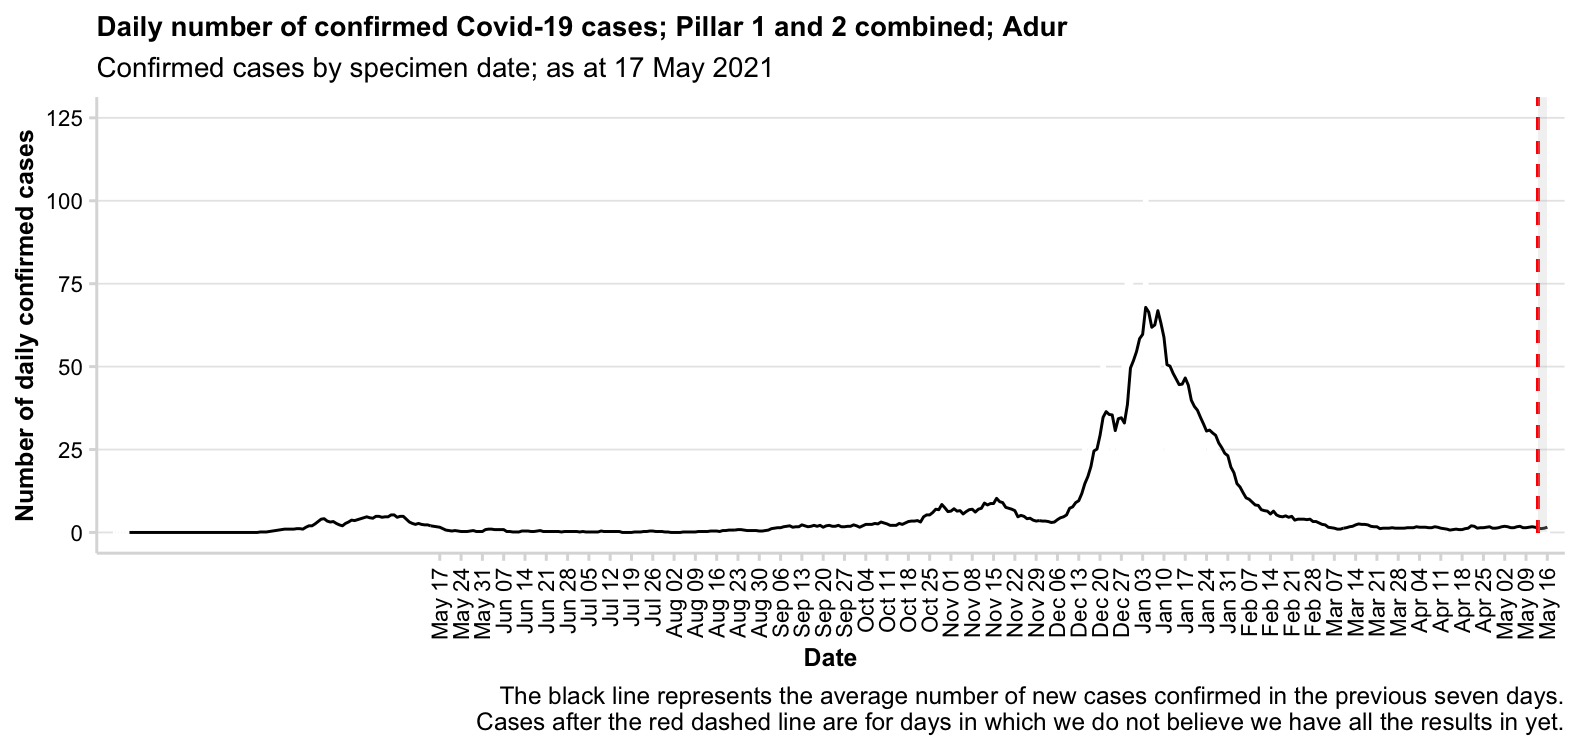 Daily number of confirmed Covid-19 cases; Pillar 1 and 2 combined; Adur
Confirmed cases by specimen date; as at 17 May 2021
Number of daily confirmed cases
125
100
75
50
25
0
May 17
May 24
May 31
Jun 07
Jun 14
Jun 21
Jun 28
Jul 05
Jul 12
Jul 19
Jul 26
Aug 02
Aug 09
Aug 16
Aug 23
Aug 30
Sep 06
Sep 13
Sep 20
Sep 27
Oct 04
Oct 11
Oct 18
Oct 25
Nov 01
Nov 08
Nov 15
Nov 22
Nov 29
Dec 06
Dec 13
Dec 20
Dec 27
Jan 03
Jan 10
Jan 17
Jan 24
Jan 31
Feb 07
Feb 14
Feb 21
Feb 28
Mar 07
Mar 14
Mar 21
Mar 28
Apr 04
Apr 11
Apr 18
Apr 25
May 02
May 09
May 16
Date
The black line represents the average number of new cases confirmed in the previous seven days.
Cases after the red dashed line are for days in which we do not believe we have all the results in yet.